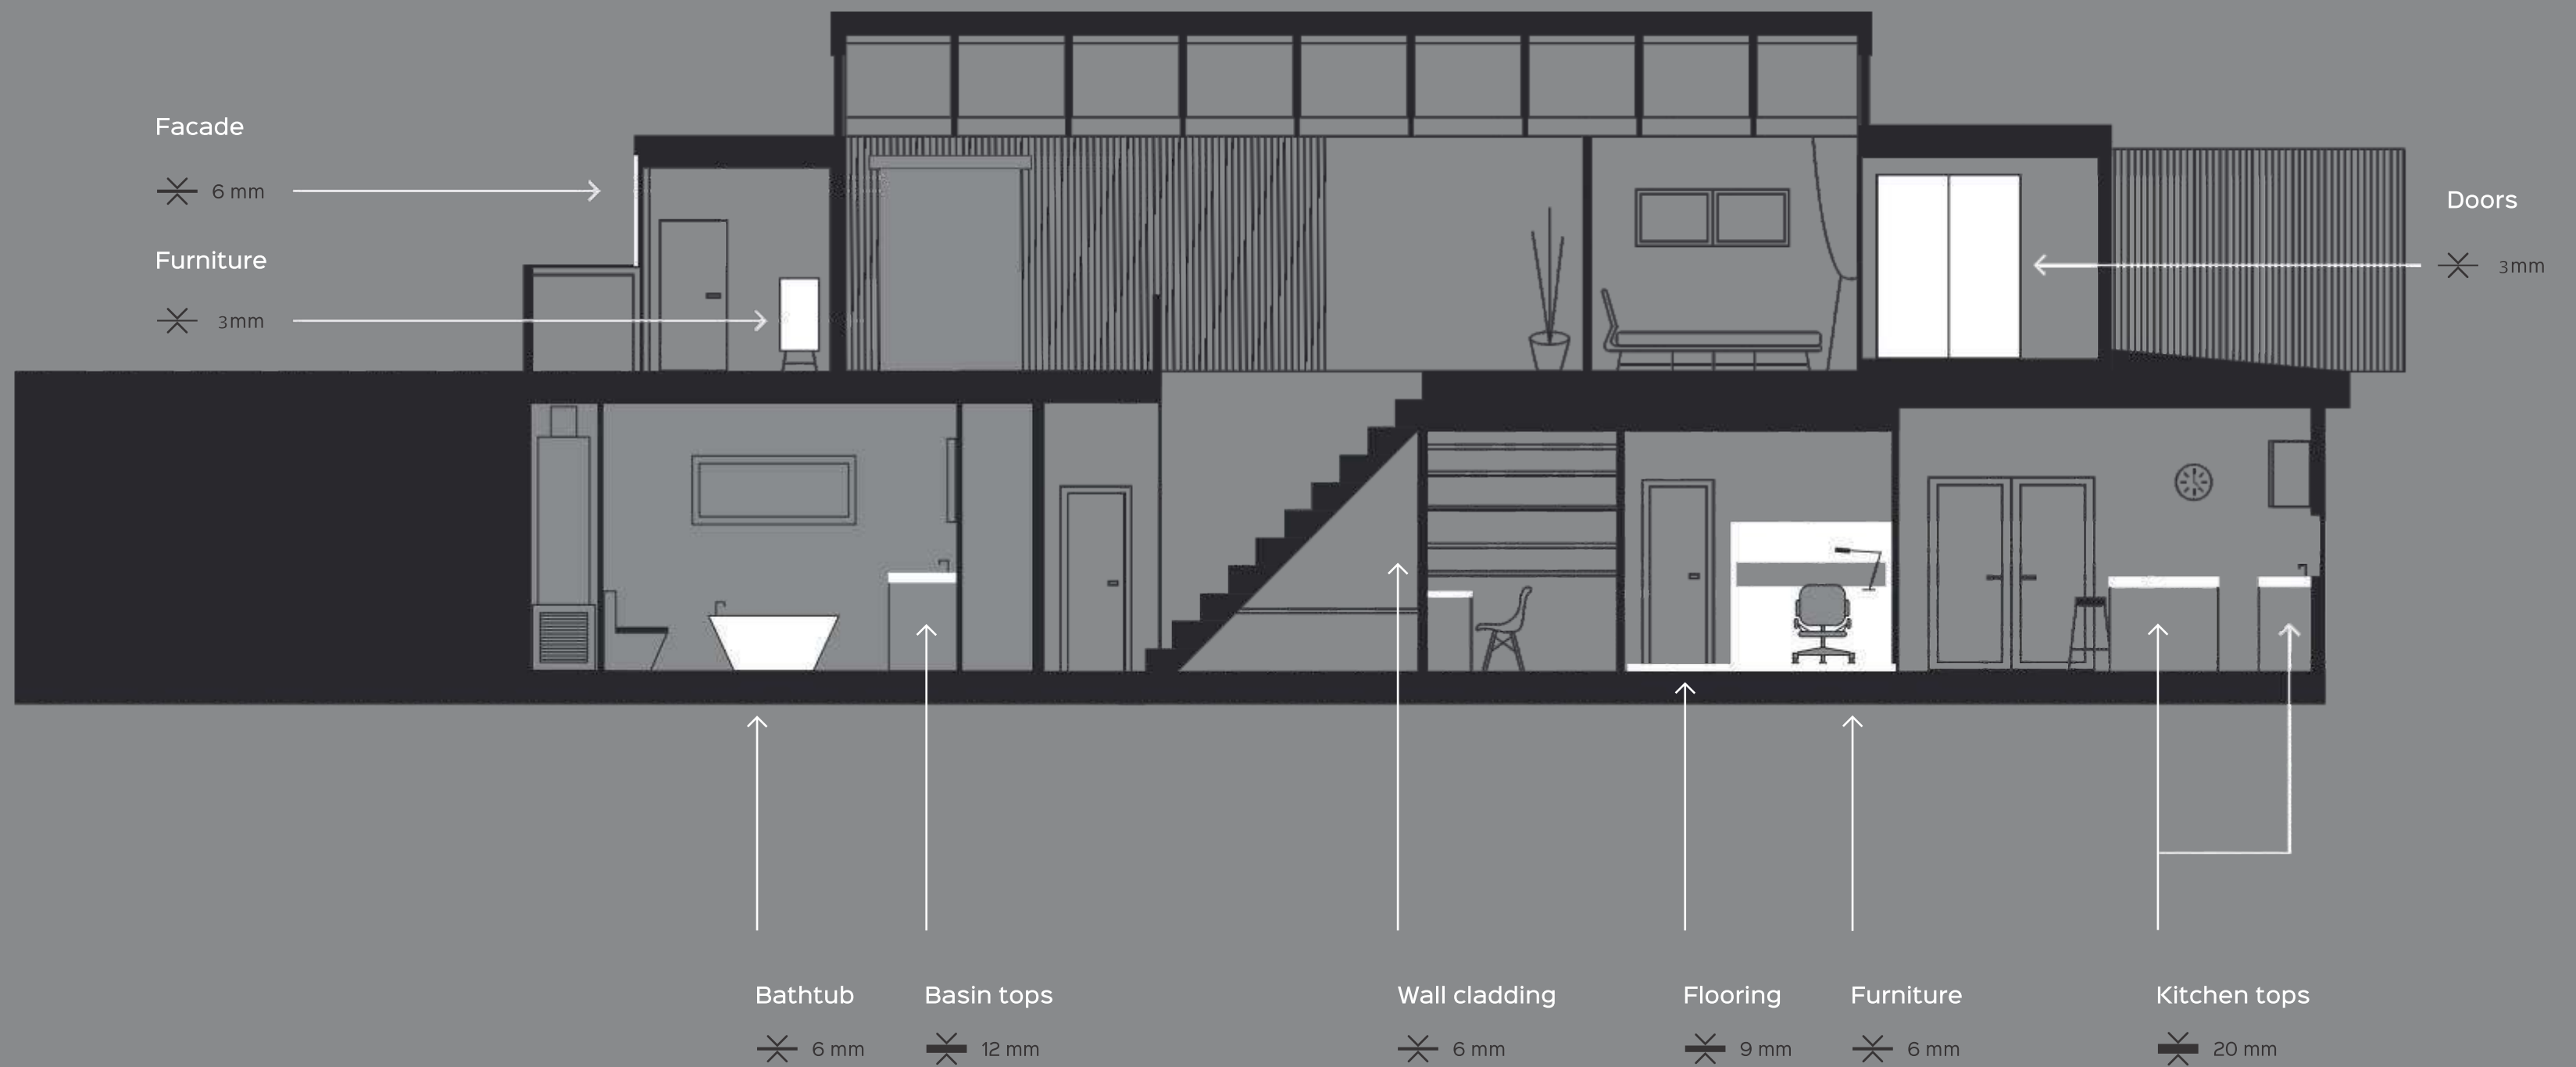 Facade
6 mm
Furniture
3mm
Doors
3mm
Bathtub
6 mm
Basin tops
12 mm
Wall cladding
6 mm
Flooring
9 mm
Furniture
6 mm
Kitchen tops
20 mm